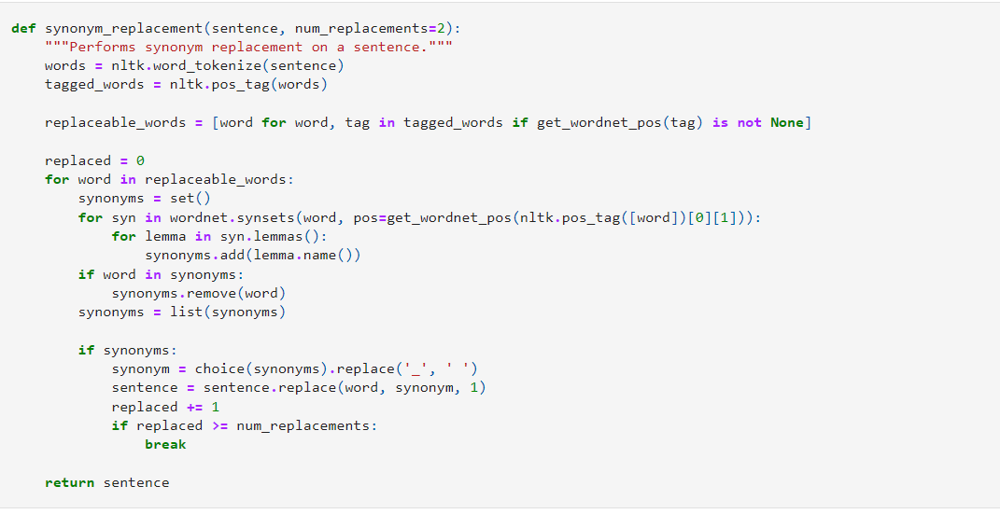 def synonym_replacement(sentence, num_replacements=2):
    """Performs synonym replacement on a sentence."""
    words = nltk.word_tokenize(sentence)
    tagged_words = nltk.pos_tag(words)

    replaceable_words = [word for word, tag in tagged_words if get_wordnet_pos(tag) is not None]

    replaced = 0
    for word in replaceable_words:
        synonyms = set()
        for syn in wordnet.synsets(word, pos=get_wordnet_pos(nltk.pos_tag([word])[0][1])):
            for lemma in syn.lemmas():
                synonyms.add(lemma.name())
        if word in synonyms:
            synonyms.remove(word)
        synonyms = list(synonyms)

        if synonyms:
            synonym = choice(synonyms).replace('_', ' ')
            sentence = sentence.replace(word, synonym, 1)
            replaced += 1
            if replaced >= num_replacements:
                break

    return sentence